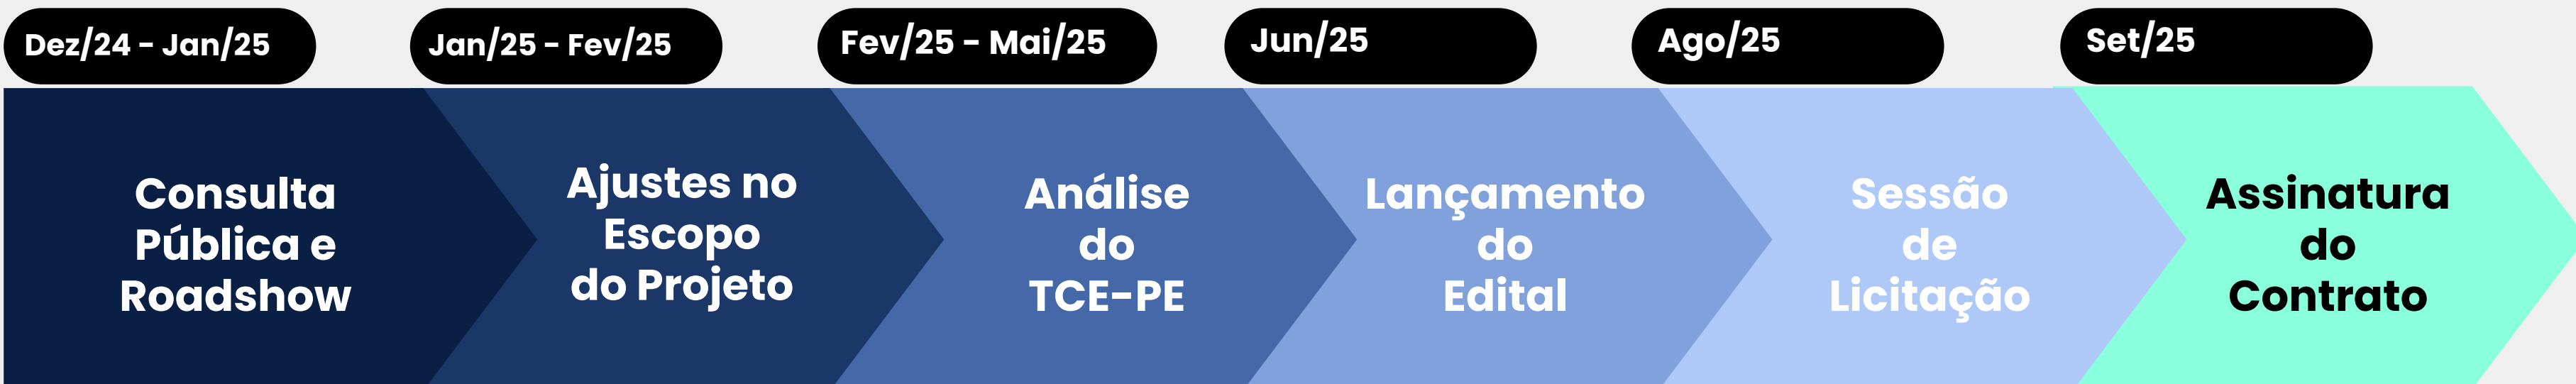 Dez/24 - Jan/25
Jan/25 - Fev/25
Fev/25 - Mai/25
Jun/25
Ago/25
Set/25
Consulta
Pública e
Roadshow
Ajustes no
Escopo
do Projeto
Análise
do
TCE-PE
Lançamento
do
Edital
Sessão
de
Licitação
Assinatura
do
Contrato